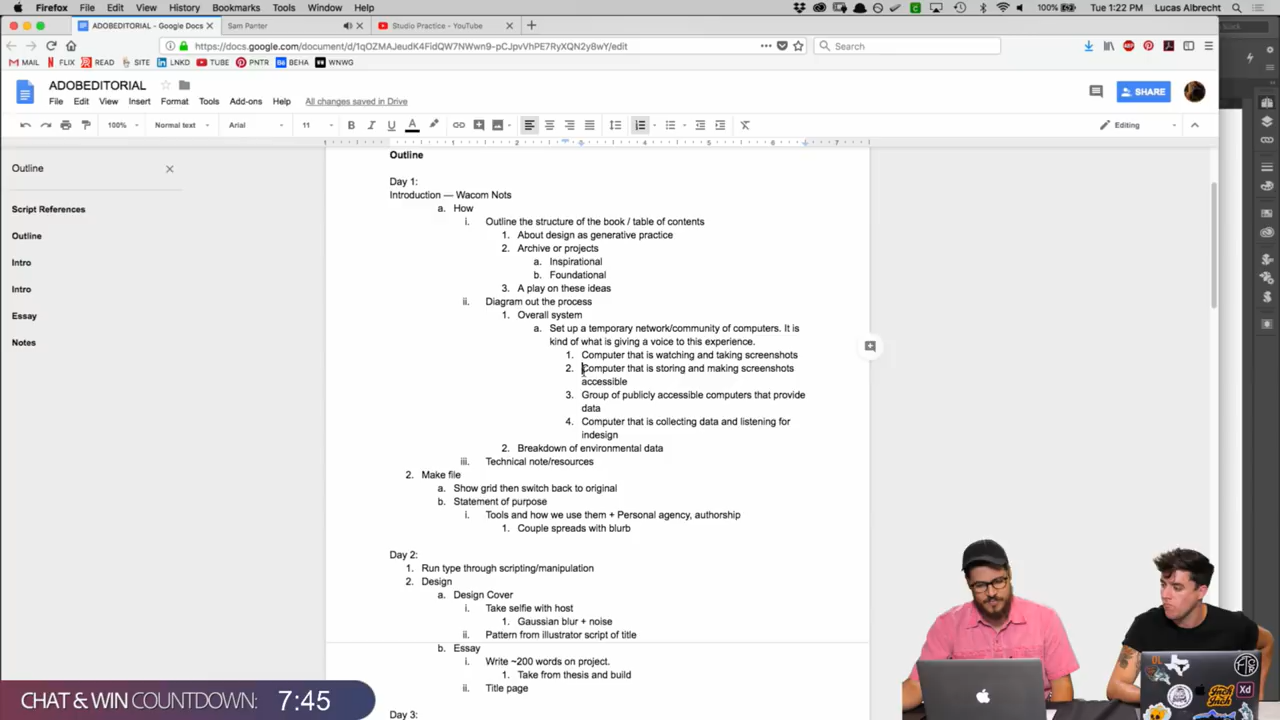 Firefox File Edit View History Bookmarks Tools Window Help 100% Tue 1:22 PM Lucas Albrecht
ADOBEDITORIAL - Google Docs Sam Panter Studio Practice - YouTube
https://docs.google.com/document/d/1qOZMAJeudK4FidQW7NWwn9-pCJpvVhPE7RyXQN2y8wY/edit Search
MAIL FLIX READ SITE LNKD TUBE PNTR BEHA WNWG
ADOBEDITORIAL
SHARE
File Edit View Insert Format Tools Add-ons Help All changes saved in Drive
100% Normal text Arial 11 Editing
Outline
Script References
Outline
Intro
Intro
Essay
Notes
Outline
Day 1:
Introduction — Wacom Nots
a. How
i. Outline the structure of the book / table of contents
1. About design as generative practice
2. Archive or projects
a. Inspirational
b. Foundational
3. A play on these ideas
ii. Diagram out the process
1. Overall system
a. Set up a temporary network/community of computers. It is
kind of what is giving a voice to this experience.
1. Computer that is watching and taking screenshots
2. Computer that is storing and making screenshots
accessible
3. Group of publicly accessible computers that provide
data
4. Computer that is collecting data and listening for
indesign
2. Breakdown of environmental data
iii. Technical note/resources
2. Make file
a. Show grid then switch back to original
b. Statement of purpose
i. Tools and how we use them + Personal agency, authorship
1. Couple spreads with blurb
Day 2:
1. Run type through scripting/manipulation
2. Design
a. Design Cover
i. Take selfie with host
1. Gaussian blur + noise
ii. Pattern from illustrator script of title
b. Essay
i. Write ~200 words on project.
1. Take from thesis and build
ii. Title page
Day 3:
CHAT & WIN COUNTDOWN: 7:45
Xd